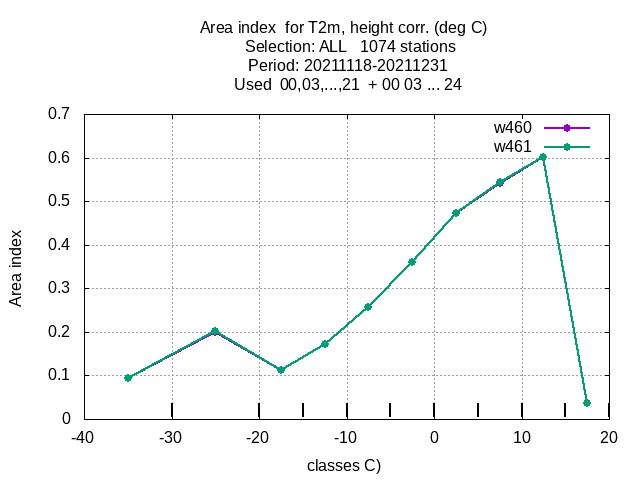 Area index  for T2m, height corr. (deg C)
Selection: ALL   1074 stations
Period: 20211118-20211231
Used  00,03,...,21  + 00 03 ... 24
w460
w461
Area index
0.7
0.6
0.5
0.4
0.3
0.2
0.1
0
-40 -30 -20 -10 0 10 20
classes C)